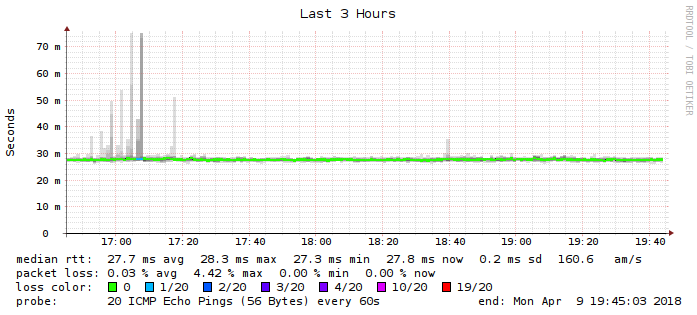 Last 3 Hours
RRDTOOL / TOBI OETIKER
Seconds
70 m
60 m
50 m
40 m
30 m
20 m
10 m
0
17:00 17:20 17:40 18:00 18:20 18:40 19:00 19:20 19:40
median rtt: 27.7 ms avg 28.3 ms max 27.3 ms min 27.8 ms now 0.2 ms sd 160.6 am/s
packet loss: 0.03 % avg 4.42 % max 0.00 % min 0.00 % now
loss color: 0 1/20 2/20 3/20 4/20 10/20 19/20
probe: 20 ICMP Echo Pings (56 Bytes) every 60s end: Mon Apr 9 19:45:03 2018